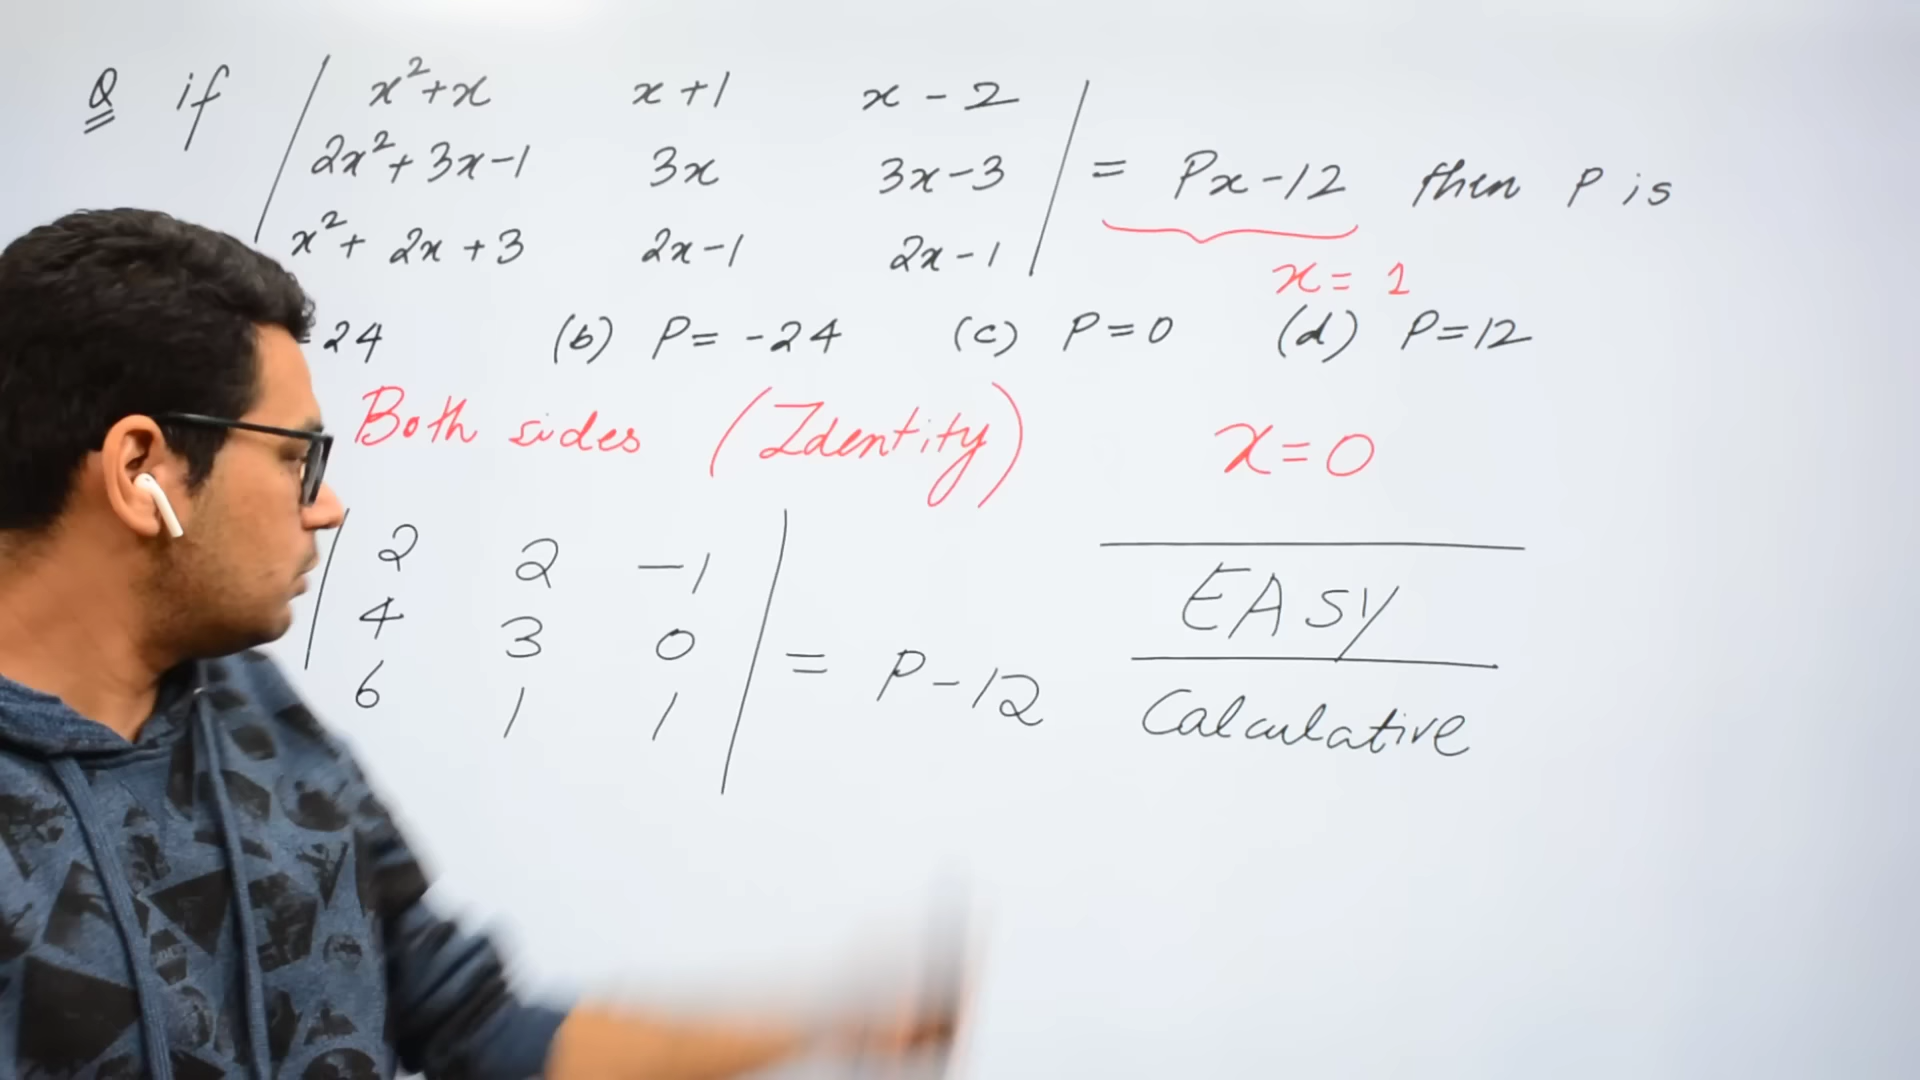 Q if | x²+x x+1 x-2 |
| 2x²+3x-1 3x 3x-3 | = Px-12 then P is
| x²+2x+3 2x-1 2x-1 |
x= 1
=24 (b) P= -24 (c) P=0 (d) P=12
Both sides (Identity) x=0
| 2 2 -1 |
| 4 3 0 | = P-12
| 6 1 1 |
EASY
Calculative